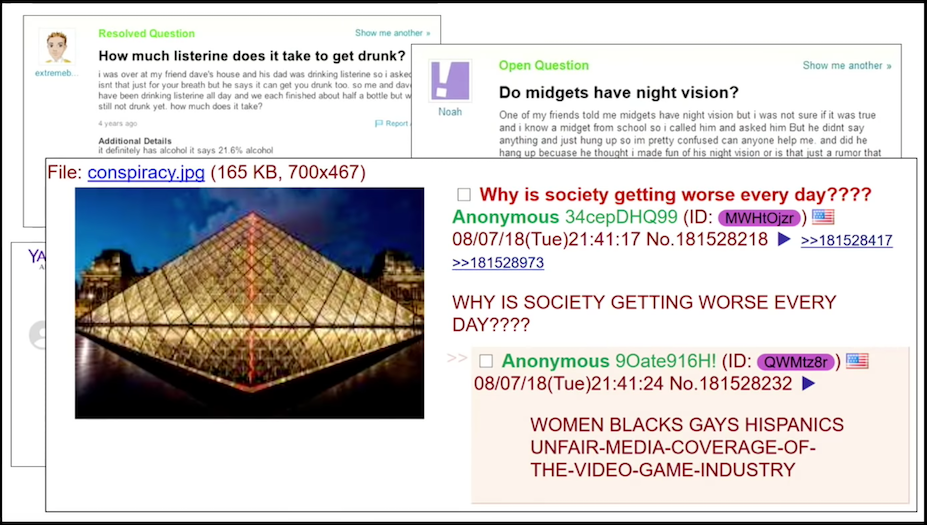 Resolved Question
Show me another »
How much listerine does it take to get drunk?
extremeb...
i was over at my friend dave's house and his dad was drinking listerine so i asked
isnt that just for your breath but he says it can get you drunk too. so me and dave
have been drinking listerine all day and we each finished about half a bottle but w
still not drunk yet. how much does it take?
4 years ago
Report
Additional Details
it definitely has alcohol it says 21.6% alcohol
Open Question
Show me another »
Noah
Do midgets have night vision?
One of my friends told me midgets have night vision but i was not sure if it was true
and i know a midget from school so i called him and asked him But he didnt say
anything and just hung up so im pretty confused can anyone help me. and did he
hang up becuase he thought i made fun of his night vision or is that just a rumor that
YA
A
File: conspiracy.jpg (165 KB, 700x467)
Why is society getting worse every day????
Anonymous 34cepDHQ99 (ID: MWHtOjzr)
08/07/18(Tue)21:41:17 No.181528218 ▶ >>181528417
>>181528973
WHY IS SOCIETY GETTING WORSE EVERY
DAY????
>> Anonymous 9Oate916H! (ID: QWMtz8r)
08/07/18(Tue)21:41:24 No.181528232 ▶
WOMEN BLACKS GAYS HISPANICS
UNFAIR-MEDIA-COVERAGE-OF-
THE-VIDEO-GAME-INDUSTRY